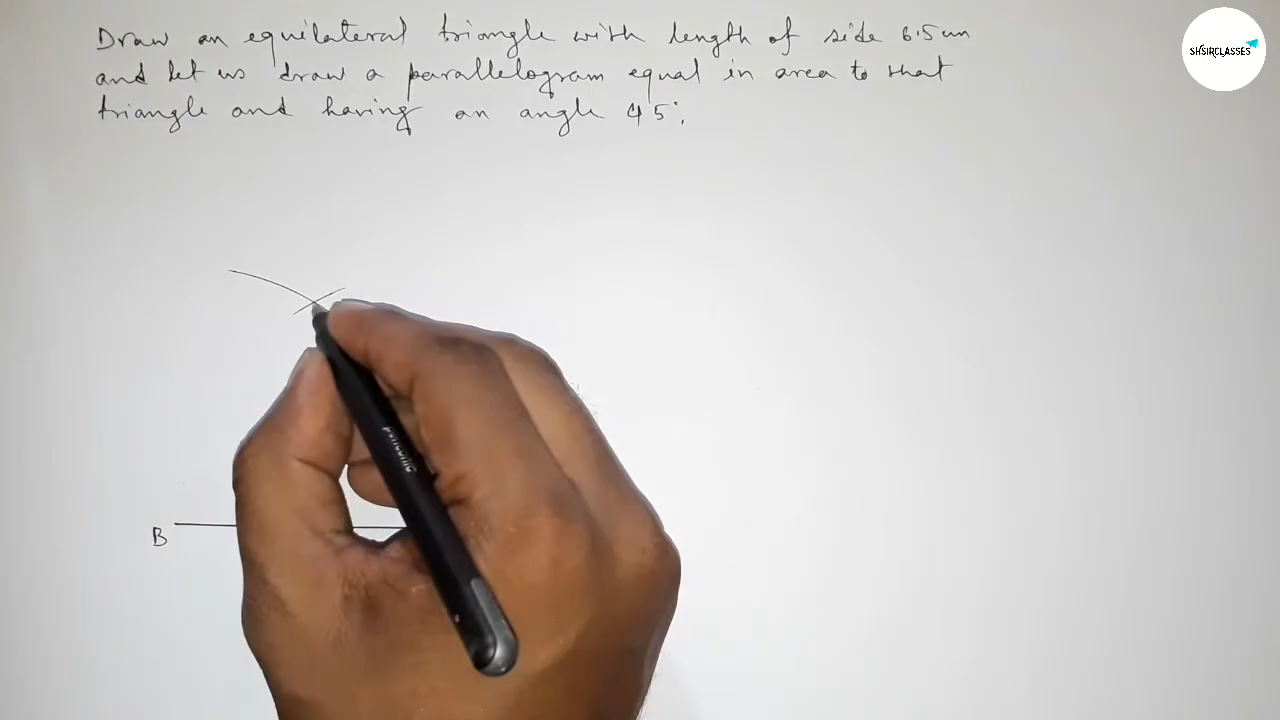 Draw an equilateral triangle with length of side 6.5 cm
and let us draw a parallelogram equal in area to that
triangle and having an angle 45°.
SHSIRCLASSES
B